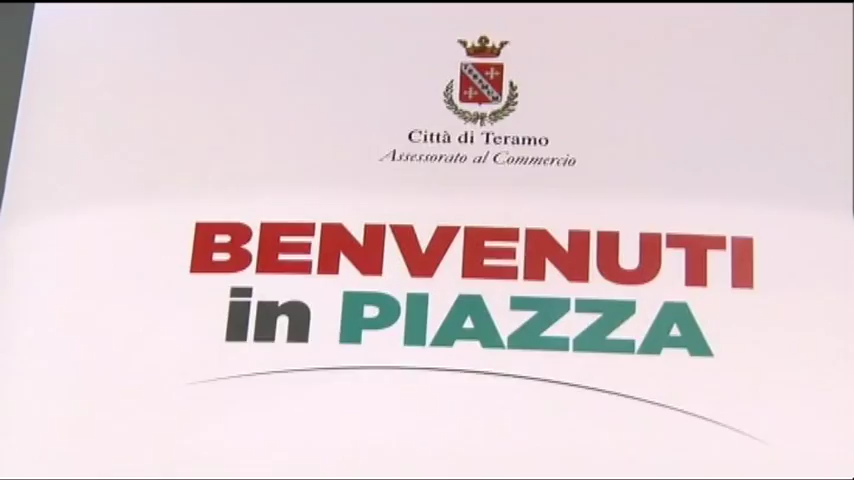 Città di Teramo
Assessorato al Commercio
BENVENUTI
in PIAZZA